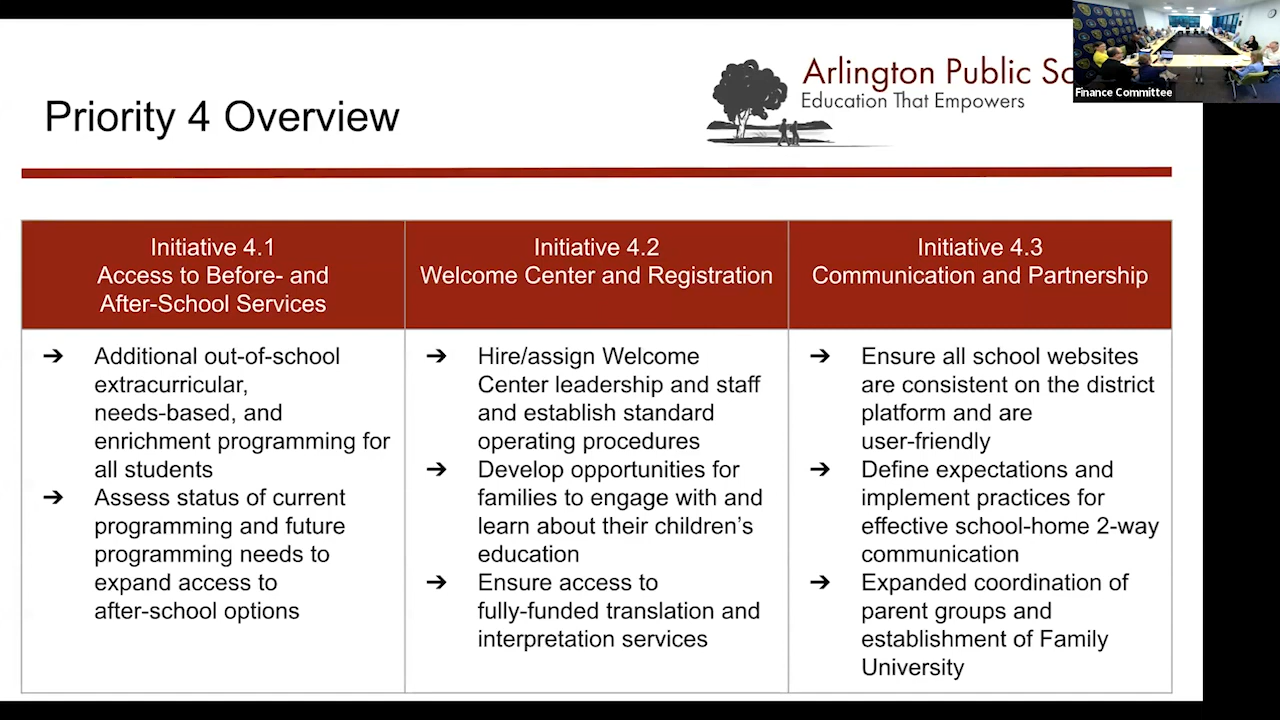 Priority 4 Overview
Arlington Public
Education That Empowers
Finance Committee
Initiative 4.1
Access to Before- and
After-School Services
Initiative 4.2
Welcome Center and Registration
Initiative 4.3
Communication and Partnership
➔ Additional out-of-school
extracurricular,
needs-based, and
enrichment programming for
all students
➔ Assess status of current
programming and future
programming needs to
expand access to
after-school options
➔ Hire/assign Welcome
Center leadership and staff
and establish standard
operating procedures
➔ Develop opportunities for
families to engage with and
learn about their children’s
education
➔ Ensure access to
fully-funded translation and
interpretation services
➔ Ensure all school websites
are consistent on the district
platform and are
user-friendly
➔ Define expectations and
implement practices for
effective school-home 2-way
communication
➔ Expanded coordination of
parent groups and
establishment of Family
University